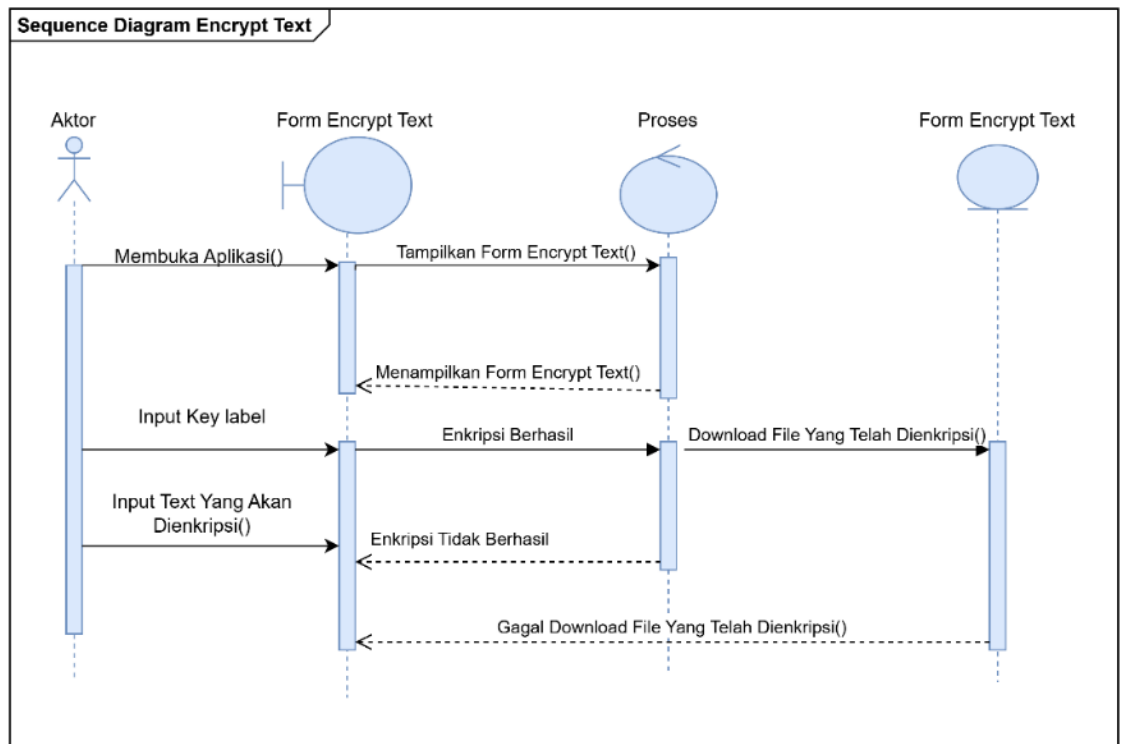 Sequence Diagram Encrypt Text
Aktor
Form Encrypt Text
Proses
Form Encrypt Text
Membuka Aplikasi()
Tampilkan Form Encrypt Text()
Menampilkan Form Encrypt Text()
Input Key label
Enkripsi Berhasil
Download File Yang Telah Dienkripsi()
Input Text Yang Akan
Dienkripsi()
Enkripsi Tidak Berhasil
Gagal Download File Yang Telah Dienkripsi()